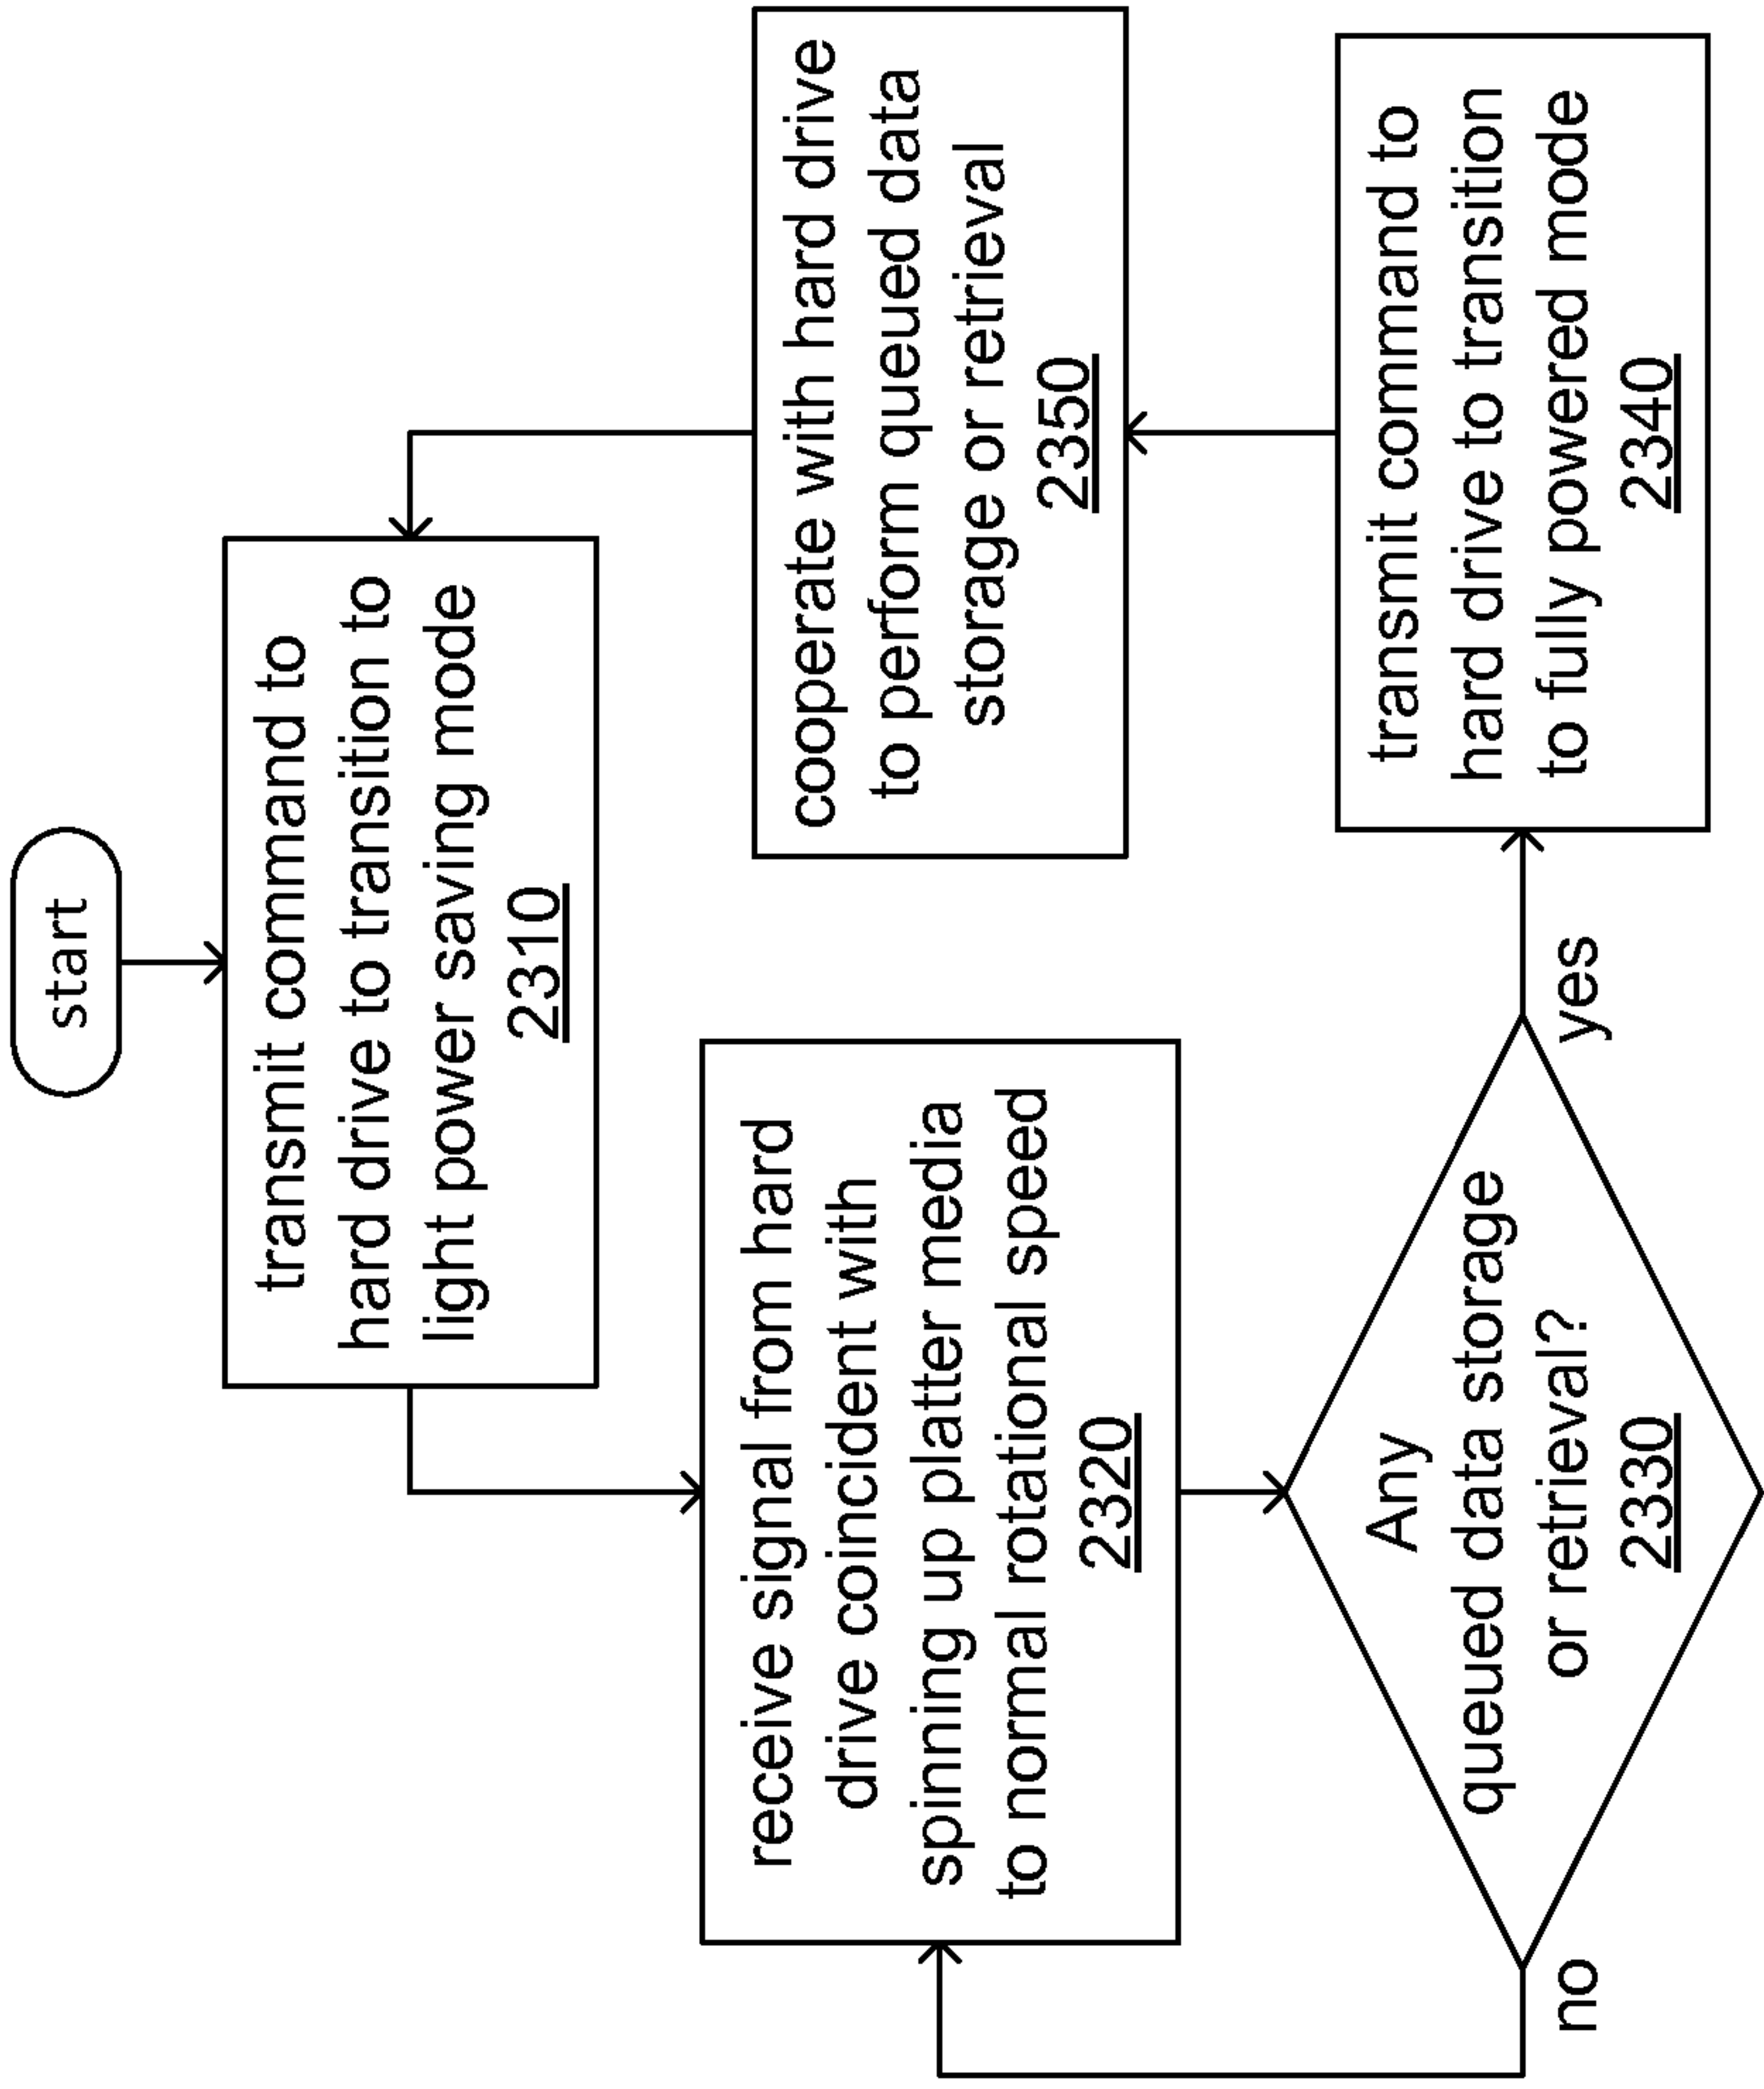 start
transmit command to
hard drive to transition to
light power saving mode
2310
receive signal from hard
drive coincident with
spinning up platter media
to normal rotational speed
2320
Any
queued data storage
or retrieval?
2330
no
yes
transmit command to
hard drive to transition
to fully powered mode
2340
cooperate with hard drive
to perform queued data
storage or retrieval
2350